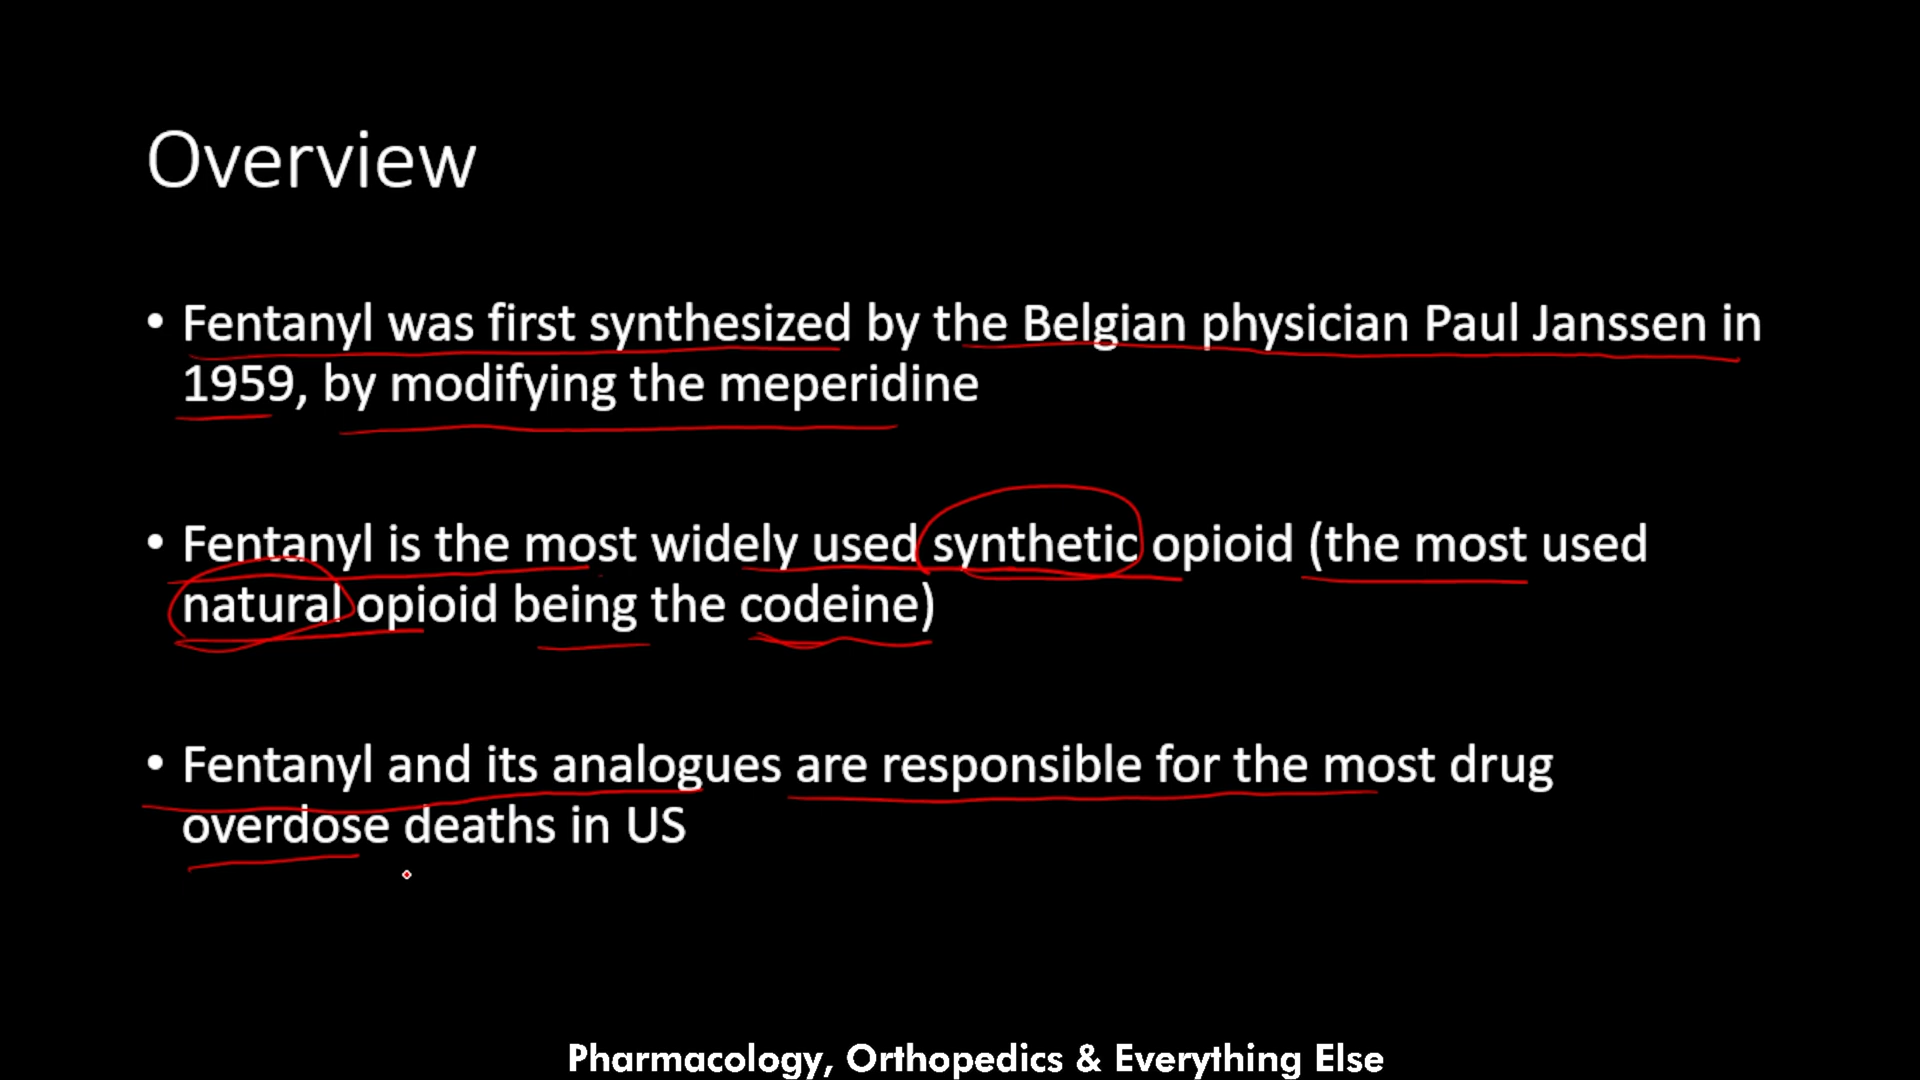 Overview
• Fentanyl was first synthesized by the Belgian physician Paul Janssen in
1959, by modifying the meperidine
• Fentanyl is the most widely used synthetic opioid (the most used
natural opioid being the codeine)
• Fentanyl and its analogues are responsible for the most drug
overdose deaths in US
Pharmacology, Orthopedics & Everything Else